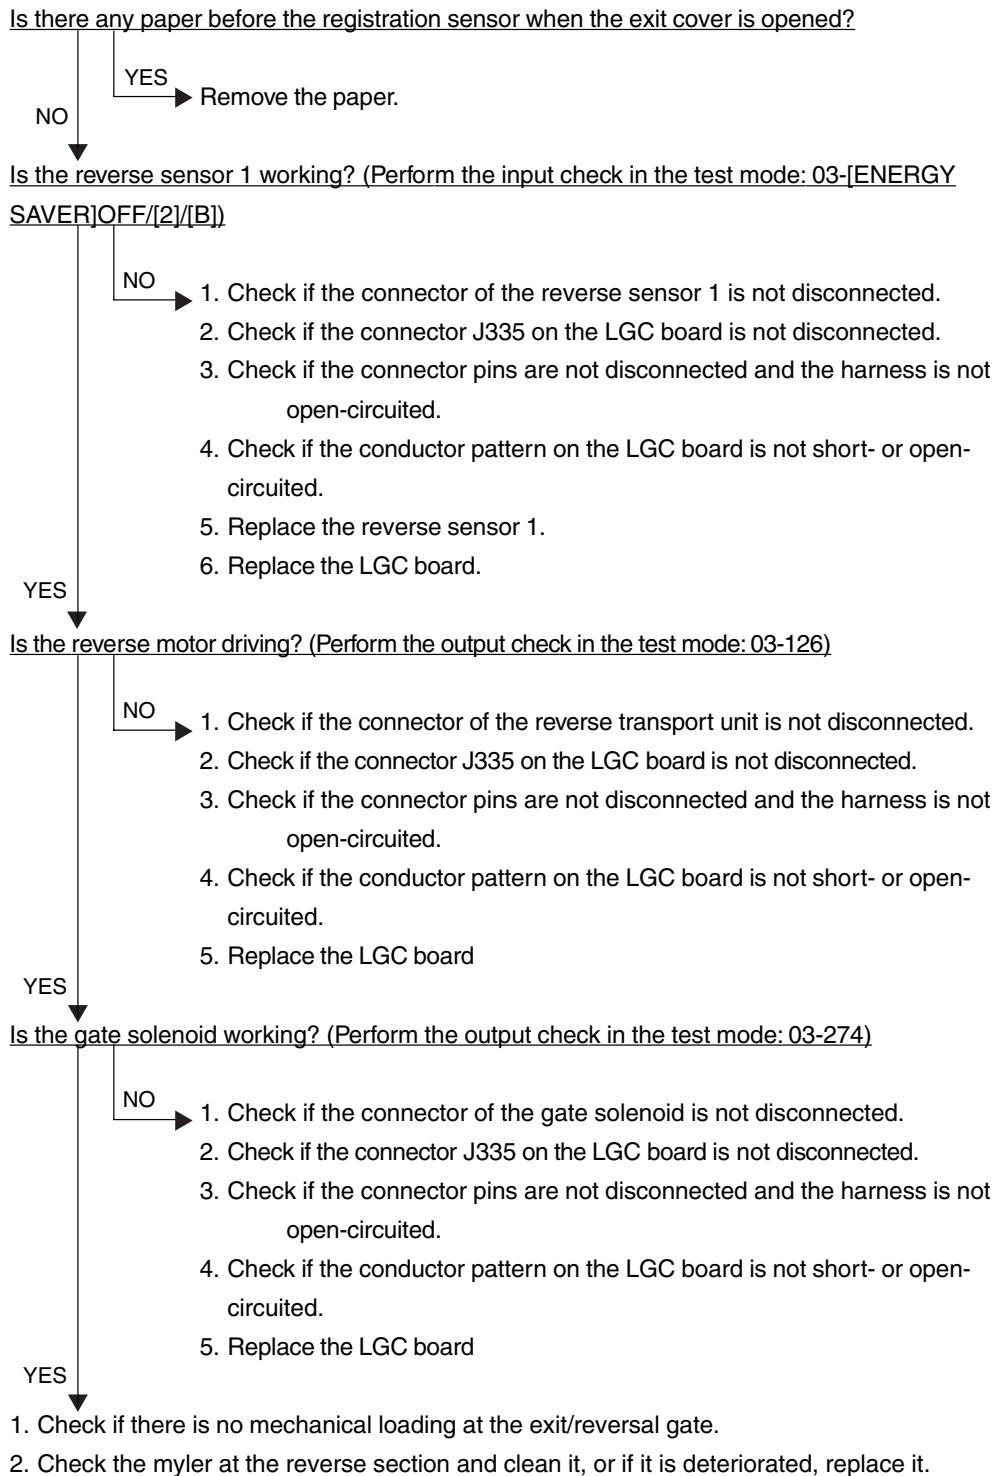 Is there any paper before the registration sensor when the exit cover is opened?
YES
Remove the paper.
NO
Is the reverse sensor 1 working? (Perform the input check in the test mode: 03-[ENERGY
SAVER]OFF/[2]/[B])
NO
1. Check if the connector of the reverse sensor 1 is not disconnected.
2. Check if the connector J335 on the LGC board is not disconnected.
3. Check if the connector pins are not disconnected and the harness is not
open-circuited.
4. Check if the conductor pattern on the LGC board is not short- or open-
circuited.
5. Replace the reverse sensor 1.
6. Replace the LGC board.
YES
Is the reverse motor driving? (Perform the output check in the test mode: 03-126)
NO
1. Check if the connector of the reverse transport unit is not disconnected.
2. Check if the connector J335 on the LGC board is not disconnected.
3. Check if the connector pins are not disconnected and the harness is not
open-circuited.
4. Check if the conductor pattern on the LGC board is not short- or open-
circuited.
5. Replace the LGC board
YES
Is the gate solenoid working? (Perform the output check in the test mode: 03-274)
NO
1. Check if the connector of the gate solenoid is not disconnected.
2. Check if the connector J335 on the LGC board is not disconnected.
3. Check if the connector pins are not disconnected and the harness is not
open-circuited.
4. Check if the conductor pattern on the LGC board is not short- or open-
circuited.
5. Replace the LGC board
YES
1. Check if there is no mechanical loading at the exit/reversal gate.
2. Check the myler at the reverse section and clean it, or if it is deteriorated, replace it.